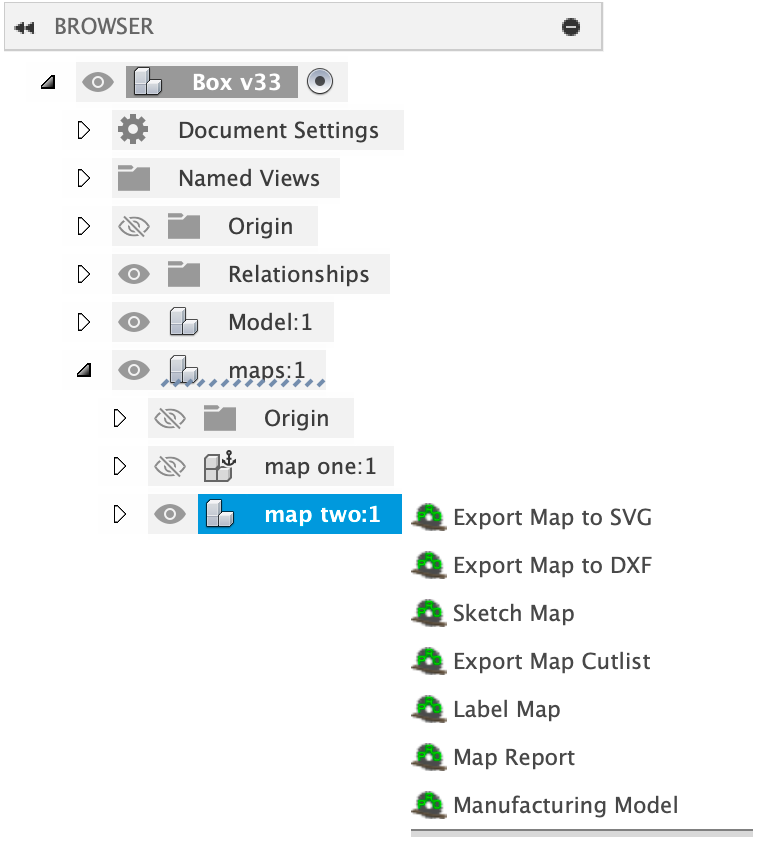 BROWSER
Box v33
Document Settings
Named Views
Origin
Relationships
Model:1
maps:1
Origin
map one:1
map two:1
Export Map to SVG
Export Map to DXF
Sketch Map
Export Map Cutlist
Label Map
Map Report
Manufacturing Model